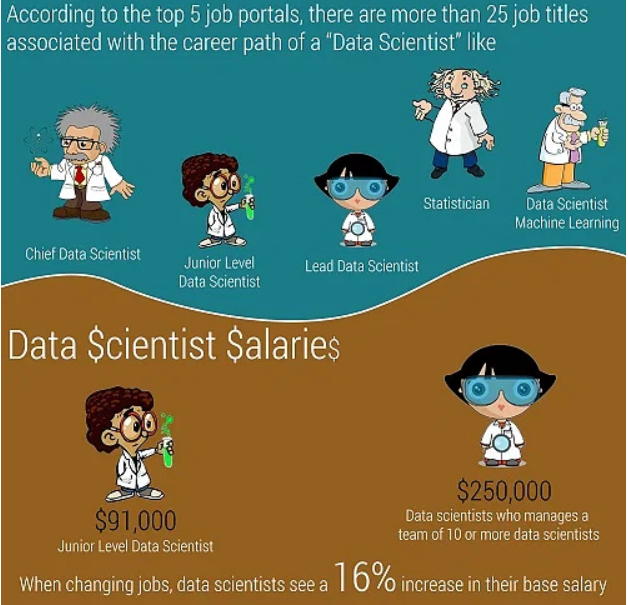 According to the top 5 job portals, there are more than 25 job titles
associated with the career path of a “Data Scientist” like
Chief Data Scientist
Junior Level
Data Scientist
Lead Data Scientist
Statistician
Data Scientist
Machine Learning
Data $cientist $alarie$
$91,000
Junior Level Data Scientist
$250,000
Data scientists who manages a
team of 10 or more data scientists
When changing jobs, data scientists see a 16% increase in their base salary